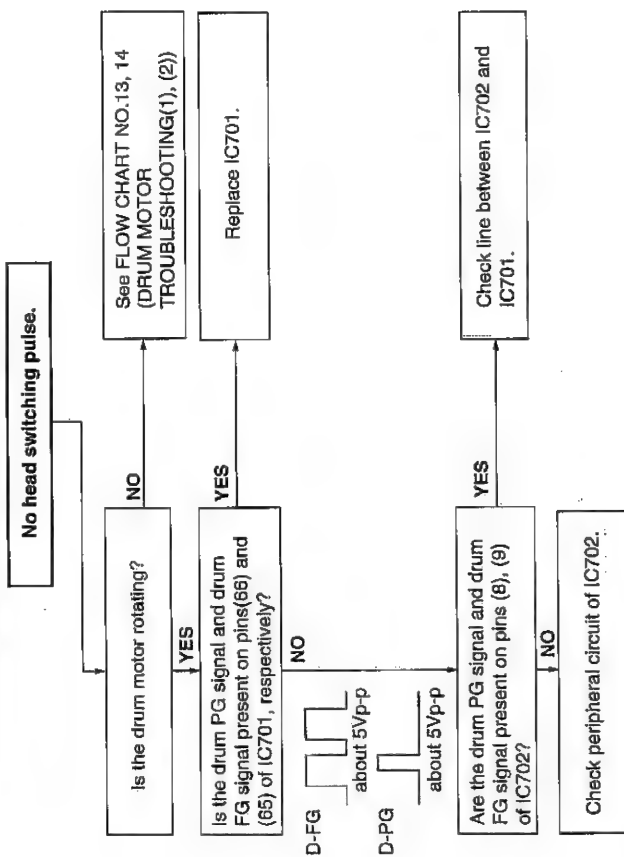 No head switching pulse.
Is the drum motor rotating?
NO
See FLOW CHART NO.13, 14
(DRUM MOTOR
TROUBLESHOOTING(1), (2))
YES
Is the drum PG signal and drum
FG signal present on pins(66) and
(65) of IC701, respectively?
YES
Replace IC701.
NO
D-FG
about 5Vp-p
D-PG
about 5Vp-p
Are the drum PG signal and drum
FG signal present on pins (8), (9)
of IC702?
YES
Check line between IC702 and
IC701.
NO
Check peripheral circuit of IC702.